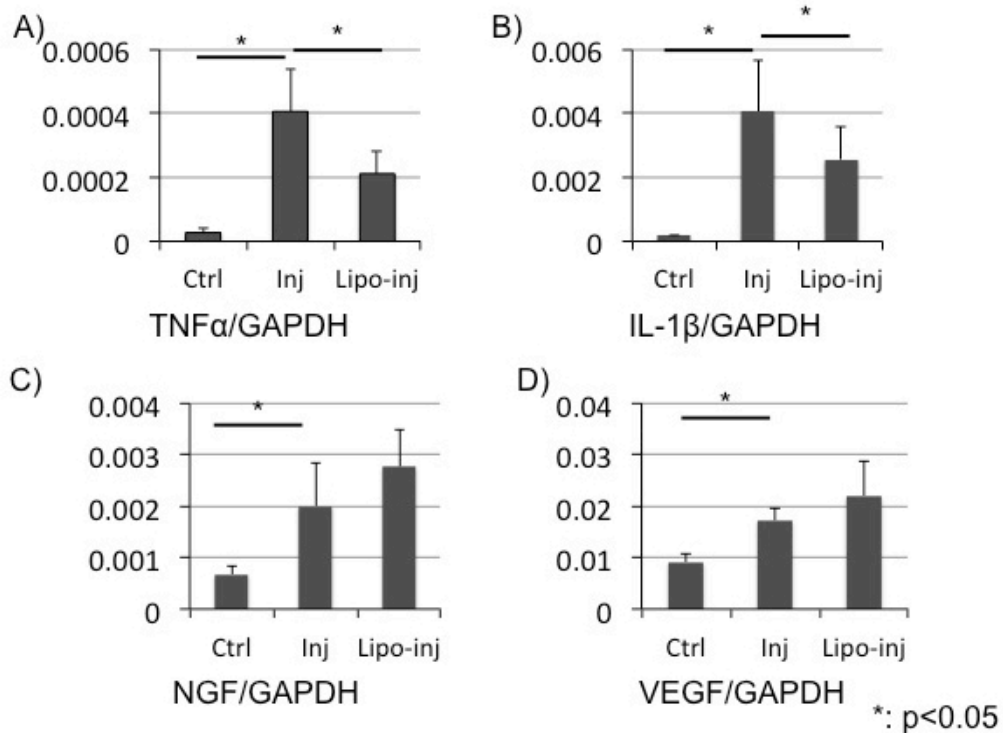 A)
*
*
0.0006
0.0004
0.0002
0
Ctrl Inj Lipo-inj
TNFα/GAPDH
B)
*
*
0.006
0.004
0.002
0
Ctrl Inj Lipo-inj
IL-1β/GAPDH
C)
*
0.004
0.003
0.002
0.001
0
Ctrl Inj Lipo-inj
NGF/GAPDH
D)
*
0.04
0.03
0.02
0.01
0
Ctrl Inj Lipo-inj
VEGF/GAPDH
*: p<0.05